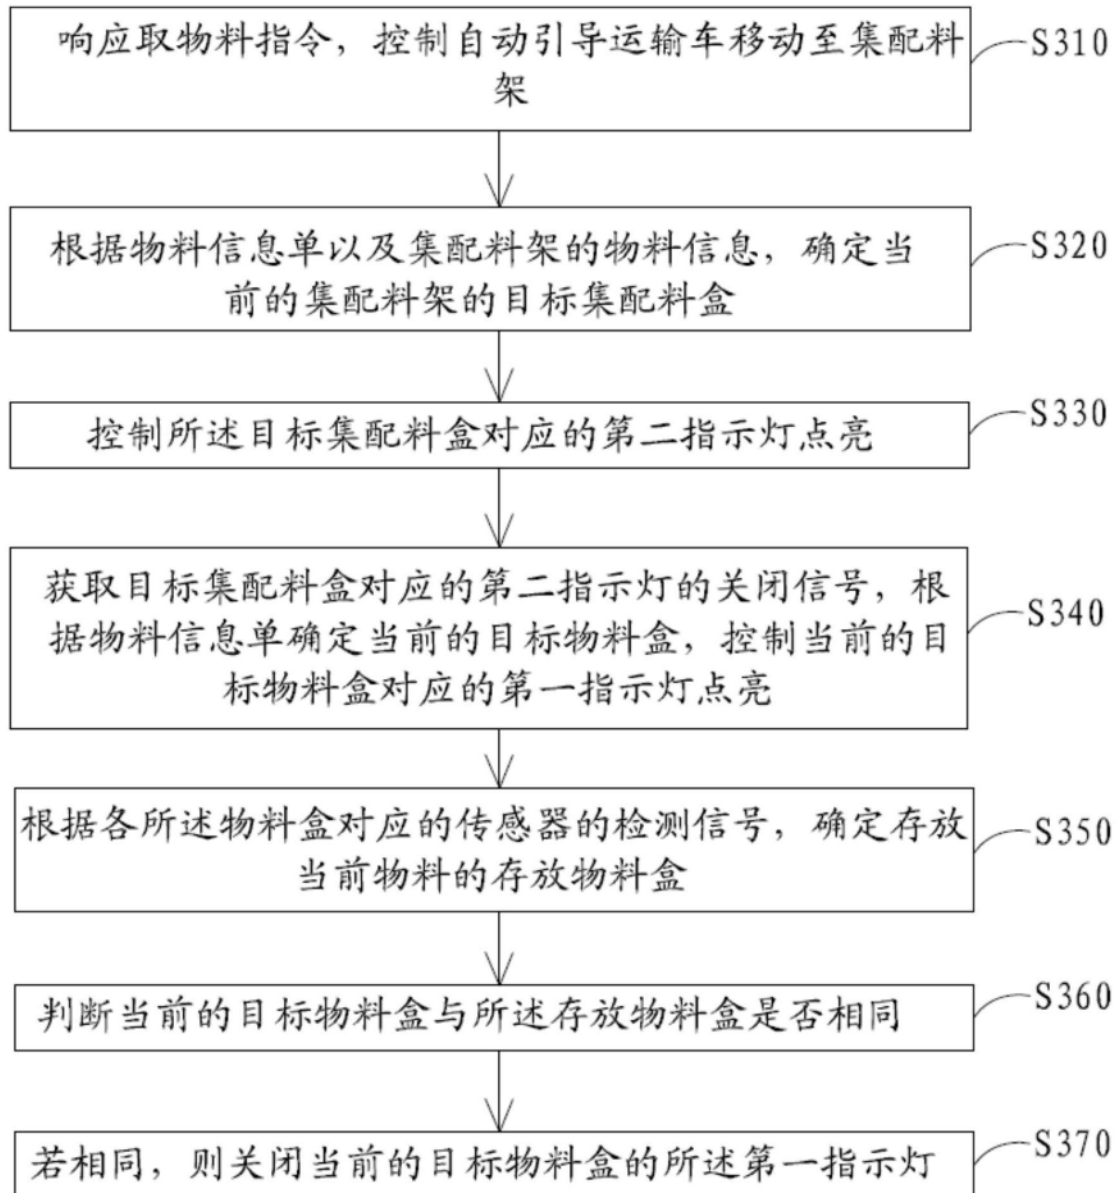 响应取物料指令，控制自动引导运输车移动至集配料
架
S310
根据物料信息单以及集配料架的物料信息，确定当
前的集配料架的目标集配料盒
S320
控制所述目标集配料盒对应的第二指示灯点亮
S330
获取目标集配料盒对应的第二指示灯的关闭信号，根
据物料信息单确定当前的目标物料盒，控制当前的目
标物料盒对应的第一指示灯点亮
S340
根据各所述物料盒对应的传感器的检测信号，确定存放
当前物料的存放物料盒
S350
判断当前的目标物料盒与所述存放物料盒是否相同
S360
若相同，则关闭当前的目标物料盒的所述第一指示灯
S370